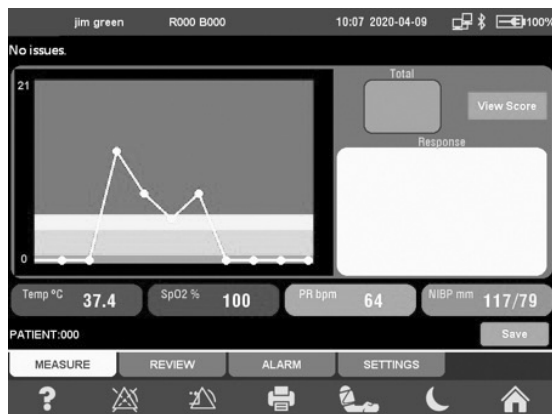 jim green R000 B000 10:07 2020-04-09 100%
No issues.
21
0
Total
View Score
Response
Temp ºC 37.4 SpO2 % 100 PR bpm 64 NIBP mm 117/79
PATIENT:000
Save
MEASURE REVIEW ALARM SETTINGS
?